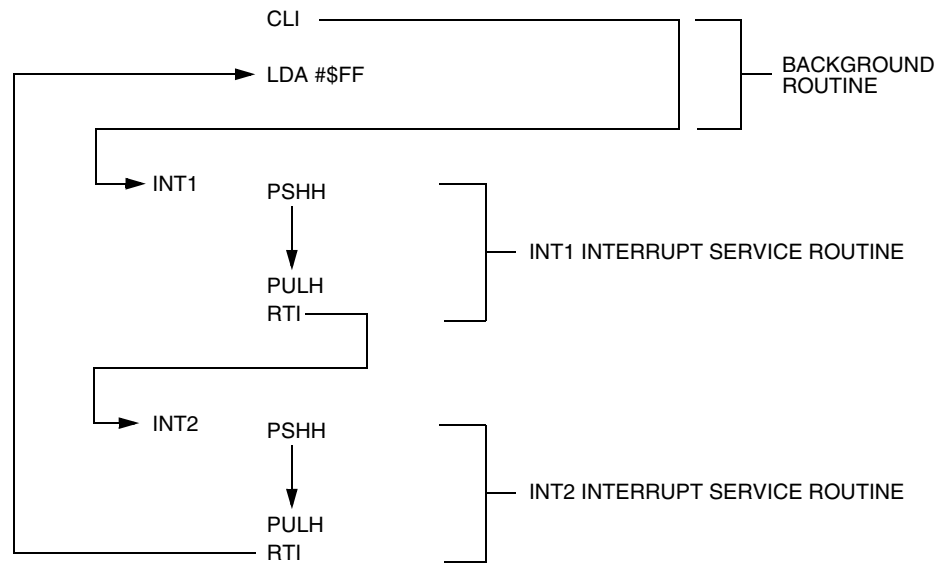 CLI
LDA #$FF
BACKGROUND
ROUTINE
INT1
PSHH
PULH
RTI
INT1 INTERRUPT SERVICE ROUTINE
INT2
PSHH
PULH
RTI
INT2 INTERRUPT SERVICE ROUTINE